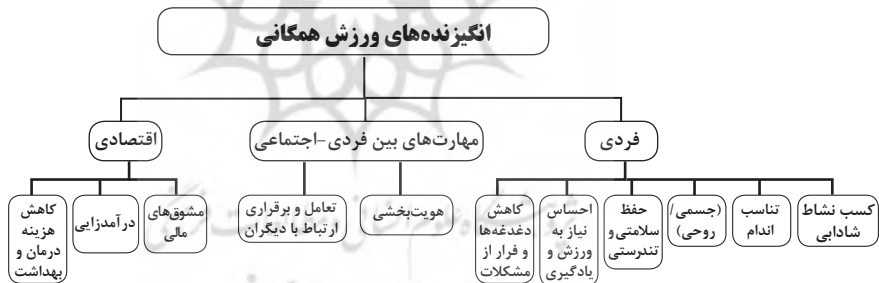 انگیزنده‌های ورزش همگانی
فردی
مهارت‌های بین فردی-اجتماعی
اقتصادی
کسب نشاط
شادابی
تناسب
اندام
(جسمی/
روحی)
حفظ
سلامتی و
تندرستی
احساس
نیاز به
ورزش و
یادگیری
کاهش
دغدغه‌ها
و فرار از
مشکلات
هویت‌بخشی
تعامل و برقراری
ارتباط با دیگران
مشوق‌های
مالی
درآمدزایی
کاهش
هزینه
درمان و
بهداشت